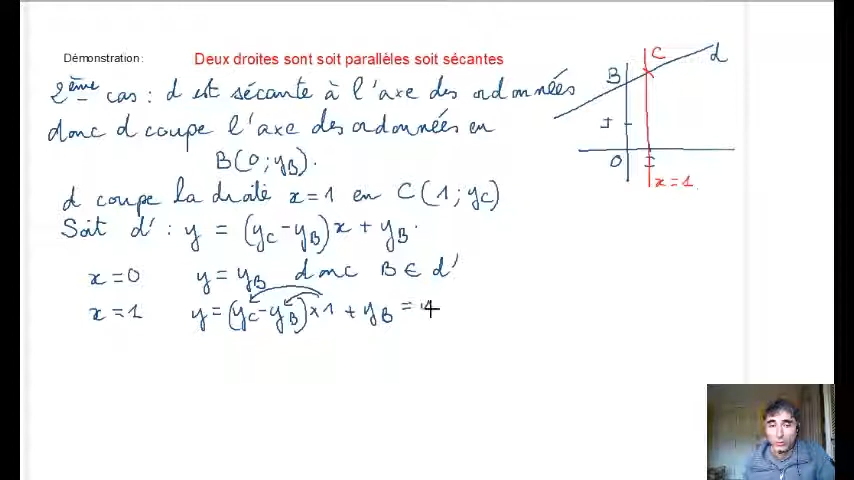 Démonstration :
Deux droites sont soit parallèles soit sécantes
2ème cas : d est sécante à l'axe des ordonnées
donc d coupe l'axe des ordonnées en
B(0 ; yB).
d coupe la droite x=1 en C(1 ; yC)
Soit d' : y = (yC - yB)x + yB.
x=0 y = yB donc B ∈ d'
x=1 y = (yC - yB) × 1 + yB =
C
d
B
J
O
I
x=1